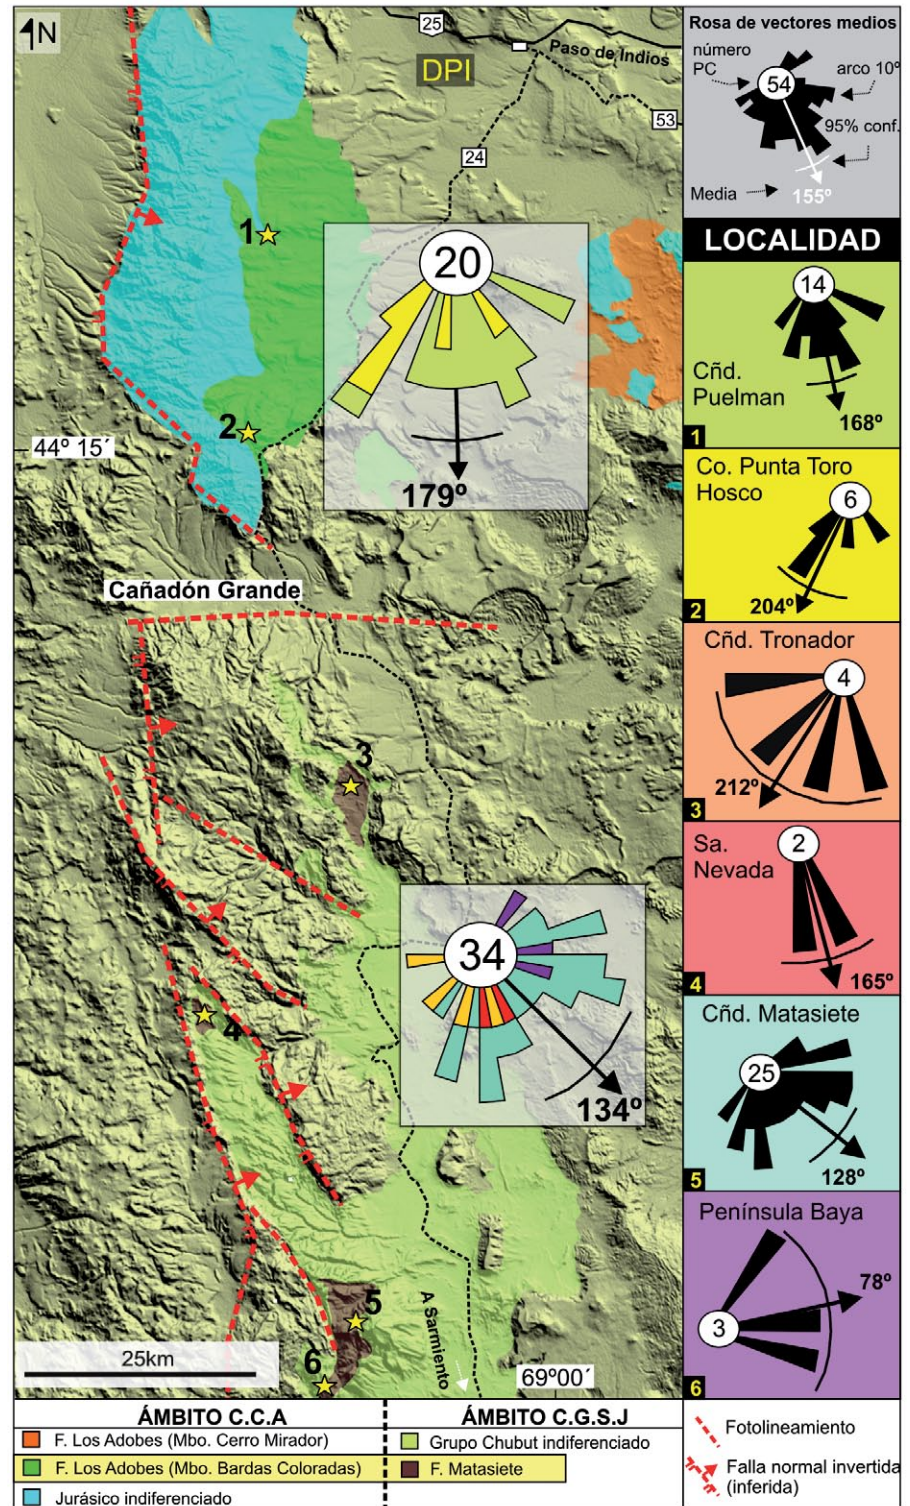 N
25
Paso de Indios
DPI
53
24
1
20
179º
2
44º 15´
Cañadón Grande
3
34
134º
4
5
6
A Sarmiento
25km
69º00´
Rosa de vectores medios
número
PC
54
arco 10º
95% conf.
Media
155º
LOCALIDAD
14
Cñd.
Puelman
168º
1
Co. Punta Toro
Hosco
6
204º
2
Cñd. Tronador
4
212º
3
Sa.
Nevada
2
165º
4
Cñd. Matasiete
25
128º
5
Península Baya
78º
3
6
ÁMBITO C.C.A
F. Los Adobes (Mbo. Cerro Mirador)
F. Los Adobes (Mbo. Bardas Coloradas)
Jurásico indiferenciado
ÁMBITO C.G.S.J
Grupo Chubut indiferenciado
F. Matasiete
Fotolineamiento
Falla normal invertida
(inferida)